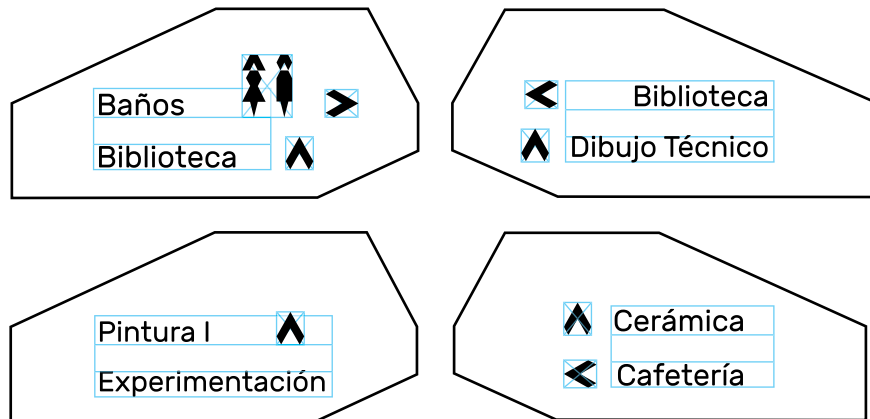 Baños
Biblioteca
Biblioteca
Dibujo Técnico
Pintura I
Experimentación
Cerámica
Cafetería